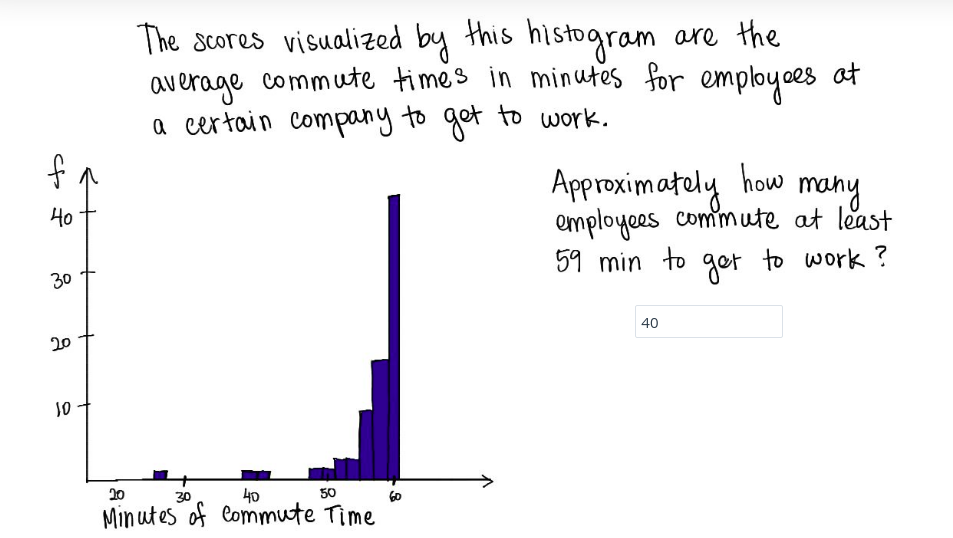 The scores visualized by this histogram are the
average commute times in minutes for employees at
a certain company to get to work.
f
40
30
20
10
20 30 40 50 60
Minutes of Commute Time
Approximately how many
employees commute at least
59 min to get to work?
40